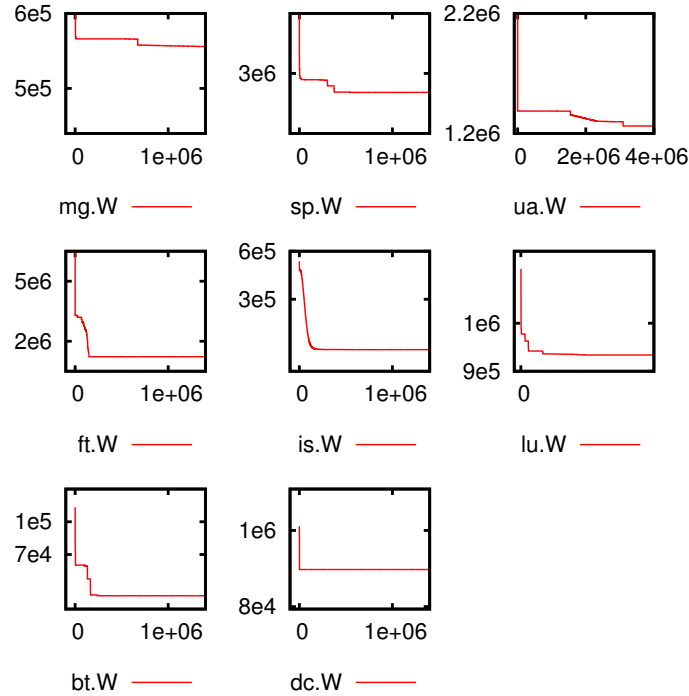 6e5 2.2e6
5e5 3e6
1.2e6
0 1e+06 0 1e+06 0 2e+06 4e+06
mg.W sp.W ua.W
5e6 6e5
3e5 1e6
2e6 9e5
0 1e+06 0 1e+06 0
ft.W is.W lu.W
1e5 1e6
7e4
8e4
0 1e+06 0 1e+06
bt.W dc.W